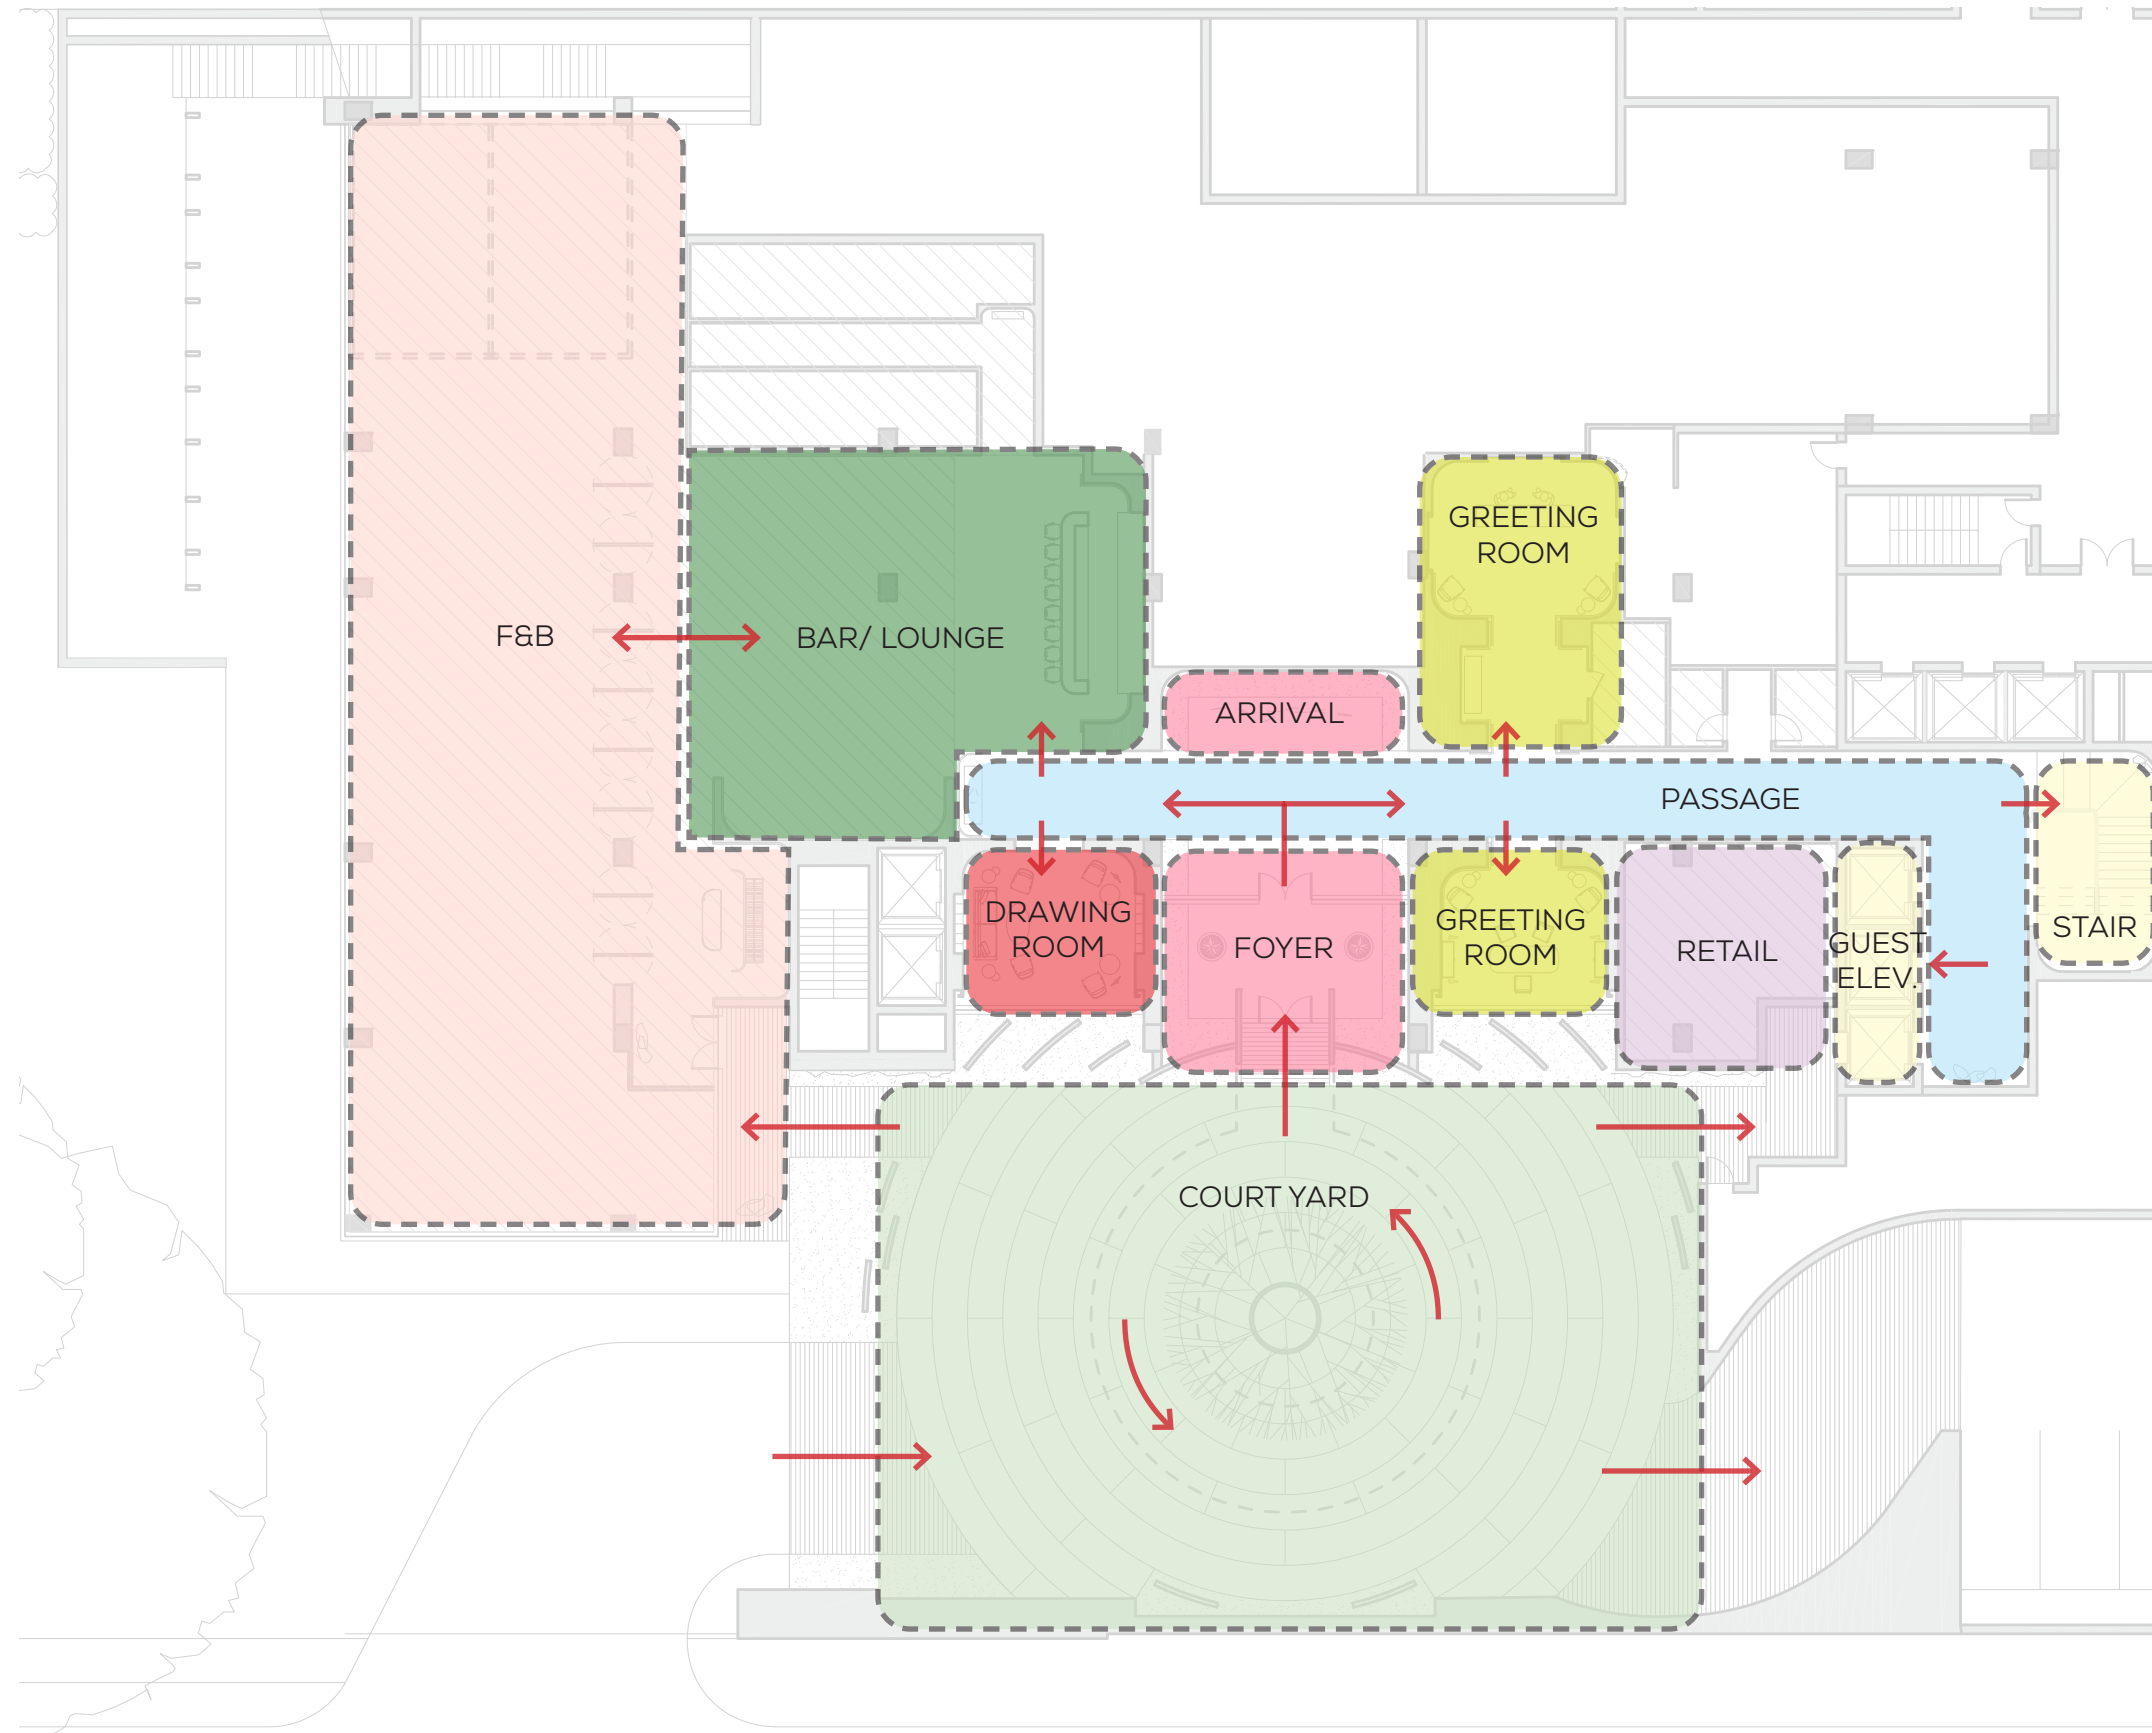 GREETING
ROOM
F&B
BAR/ LOUNGE
ARRIVAL
PASSAGE
DRAWING
ROOM
FOYER
GREETING
ROOM
RETAIL
GUEST
ELEV.
STAIR
COURT YARD